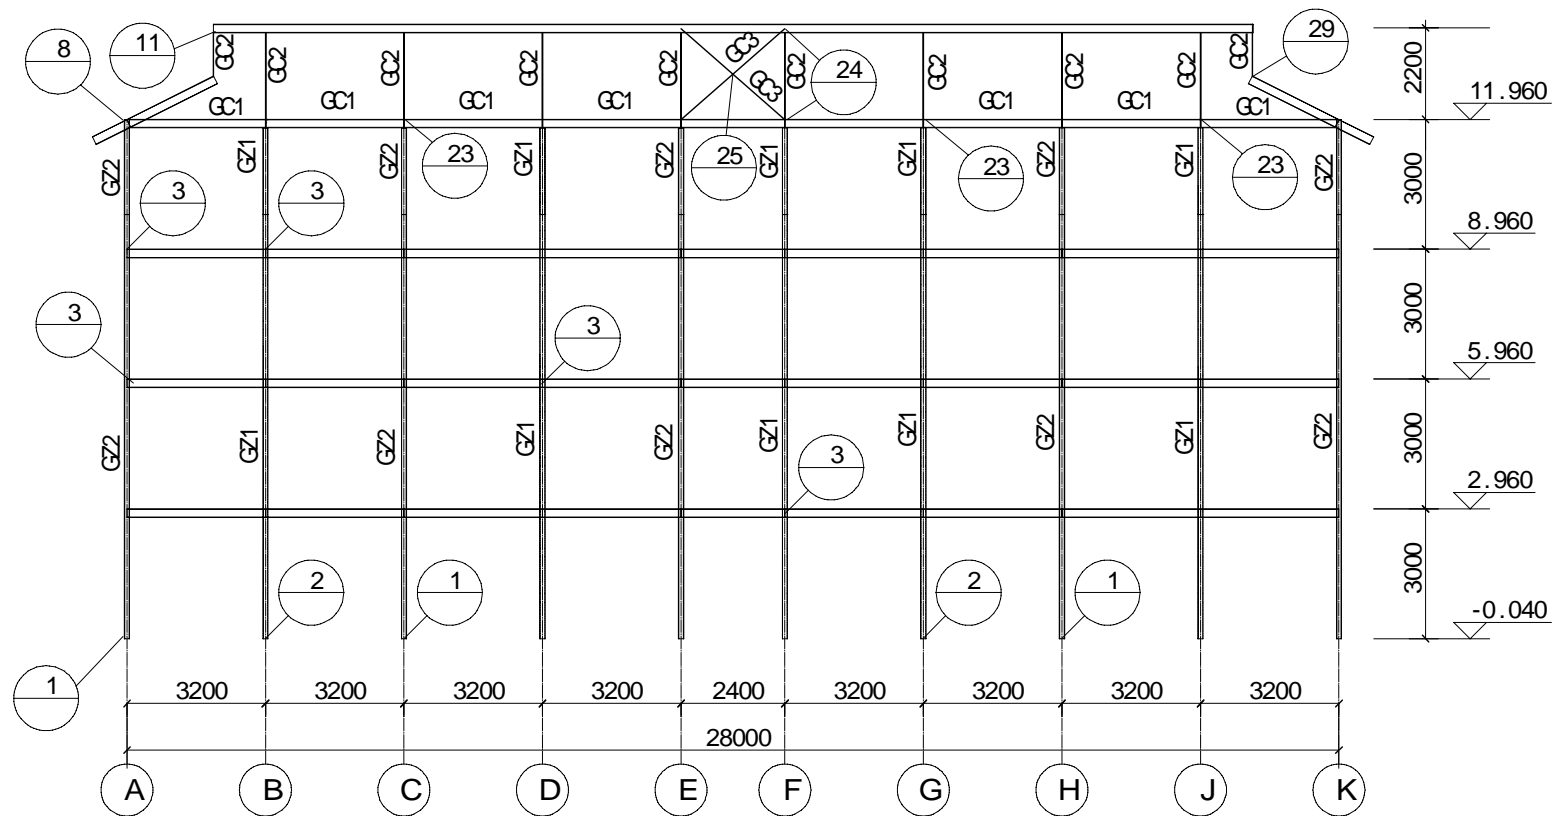 8
11
GC2
GC2
GC2
GC2
GC2
GC3
GC3
GC2
24
GC2
GC2
GC2
GC2
29
2200
11.960
GC1
GC1
GC1
GC1
GC1
GC1
GC1
GZ2
GZ1
GZ2
23
GZ1
GZ2
25
GZ1
GZ1
23
GZ2
GZ1
23
GZ2
3000
3
3
8.960
3
3
3000
5.960
GZ2
GZ1
GZ2
GZ1
GZ2
GZ1
GZ1
GZ2
GZ1
GZ2
3
3000
2.960
2
1
2
1
3000
-0.040
1
3200
3200
3200
3200
2400
3200
3200
3200
3200
28000
A
B
C
D
E
F
G
H
J
K